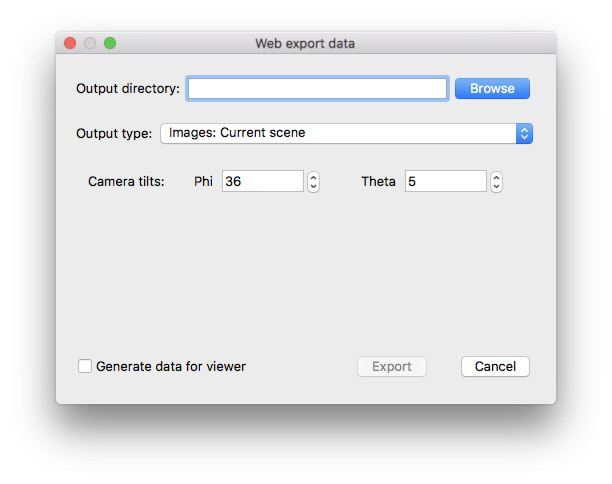 Web export data
Output directory: Browse
Output type: Images: Current scene
Camera tilts: Phi 36 Theta 5
Generate data for viewer Export Cancel